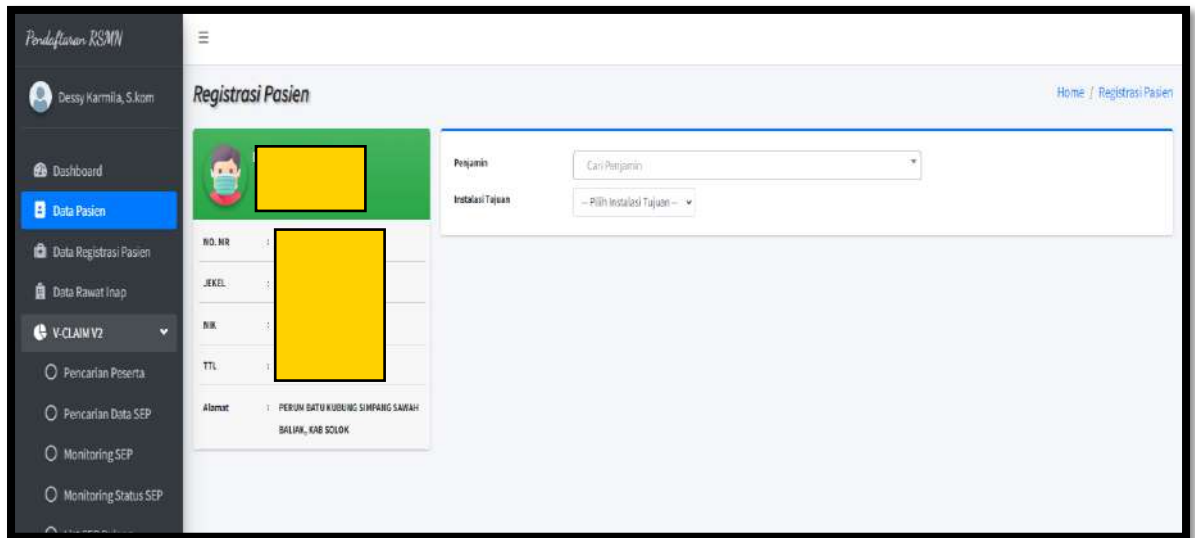 Pendaftaran RSMN
Dessy Karmila, S.kom
Registrasi Pasien
Home / Registrasi Pasien
Dashboard
Data Pasien
Data Registrasi Pasien
Data Rawat Inap
V-CLAIM V2
Pencarian Peserta
Pencarian Data SEP
Monitoring SEP
Monitoring Status SEP
NO. MR :
JEKEL :
NIK :
TTL :
Alamat : PERUM BATU KUBUNG SIMPANG SAWAH
BALIAK, KAB SOLOK
Penjamin Cari Penjamin
Instalasi Tujuan -- Pilih Instalasi Tujuan --